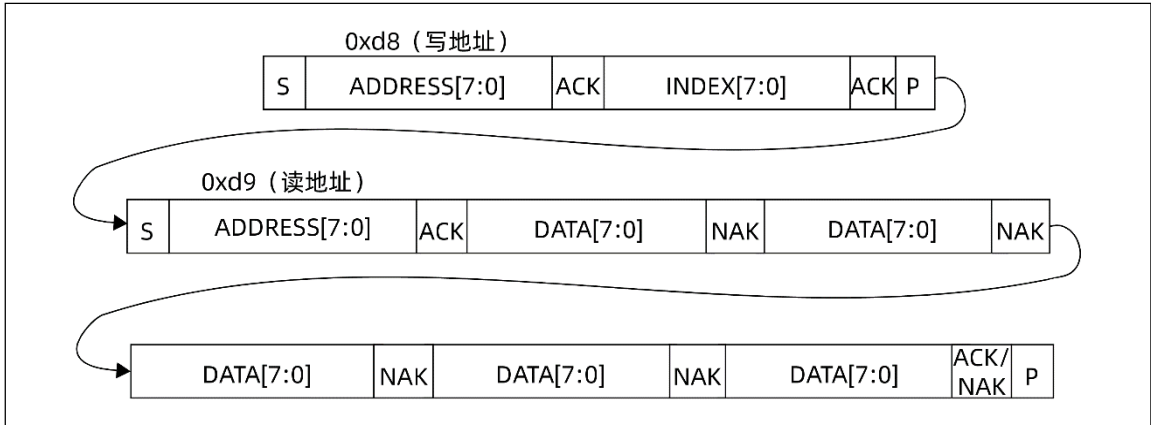 0xd8（写地址）
S ADDRESS[7:0] ACK INDEX[7:0] ACK P
0xd9（读地址）
S ADDRESS[7:0] ACK DATA[7:0] NAK DATA[7:0] NAK
DATA[7:0] NAK DATA[7:0] NAK DATA[7:0] ACK/NAK P